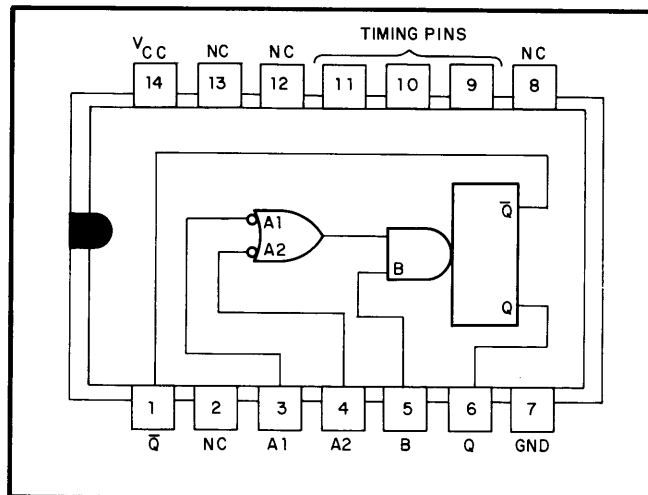 TIMING PINS
VCC NC NC NC
14 13 12 11 10 9 8
Q̅
A1
A2
B
Q
1 2 3 4 5 6 7
Q̅ NC A1 A2 B Q GND